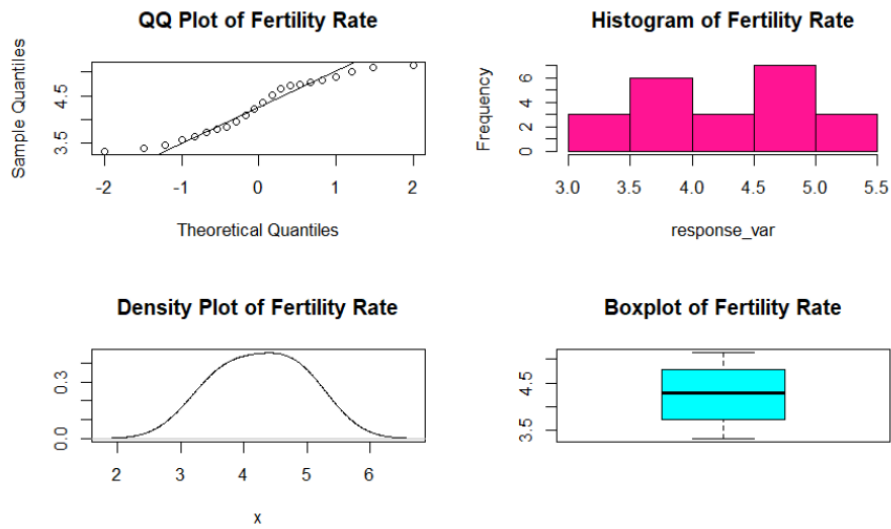 QQ Plot of Fertility Rate
Sample Quantiles
4.5
3.5
-2 -1 0 1 2
Theoretical Quantiles
Histogram of Fertility Rate
Frequency
6
4
2
0
3.0 3.5 4.0 4.5 5.0 5.5
response_var
Density Plot of Fertility Rate
0.3
0.0
2 3 4 5 6
x
Boxplot of Fertility Rate
4.5
3.5